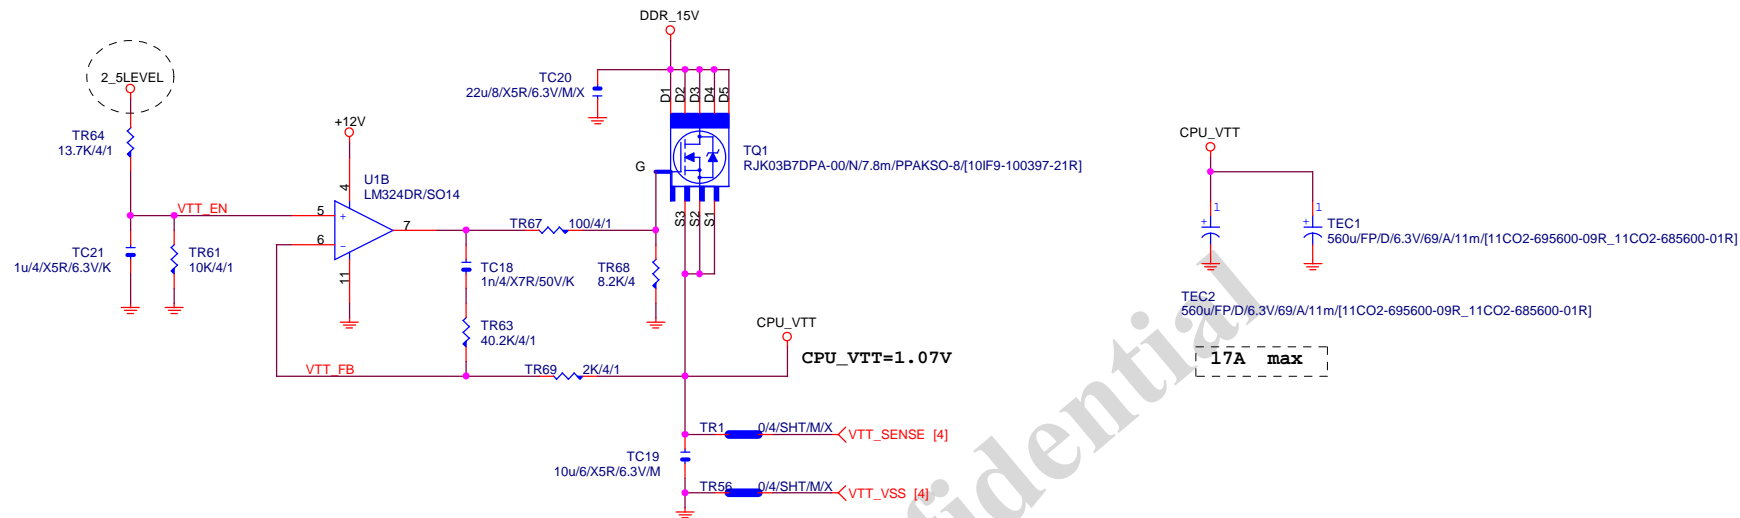 DDR_15V
2_5LEVEL
TC20
22u/8/X5R/6.3V/M/X
D1
D2
D3
D4
D5
TR64
13.7K/4/1
+12V
CPU_VTT
TQ1
RJK03B7DPA-00/N/7.8m/PPAKSO-8/[10IF9-100397-21R]
G
U1B
LM324DR/SO14
4
VTT_EN
5
+
6
-
7
11
TR67
100/4/1
S3
S2
S1
1
+
1
+
TEC1
560u/FP/D/6.3V/69/A/11m/[11CO2-695600-09R_11CO2-685600-01R]
TC21
1u/4/X5R/6.3V/K
TR61
10K/4/1
TC18
1n/4/X7R/50V/K
TR68
8.2K/4
TEC2
560u/FP/D/6.3V/69/A/11m/[11CO2-695600-09R_11CO2-685600-01R]
TR63
40.2K/4/1
CPU_VTT
CPU_VTT=1.07V
17A max
VTT_FB
TR69
2K/4/1
TR1
0/4/SHT/M/X
VTT_SENSE [4]
TC19
10u/6/X5R/6.3V/M
TR56
0/4/SHT/M/X
VTT_VSS [4]
fidential